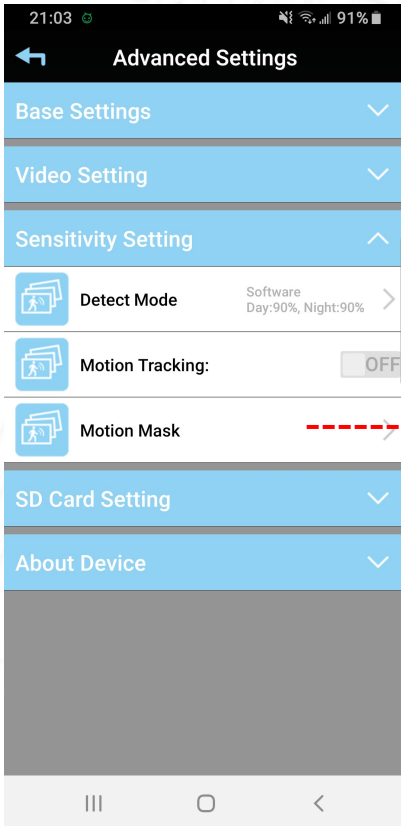 21:03 91%
Advanced Settings
Base Settings
Video Setting
Sensitivity Setting
Detect Mode
Software
Day:90%, Night:90%
Motion Tracking: OFF
Motion Mask
SD Card Setting
About Device